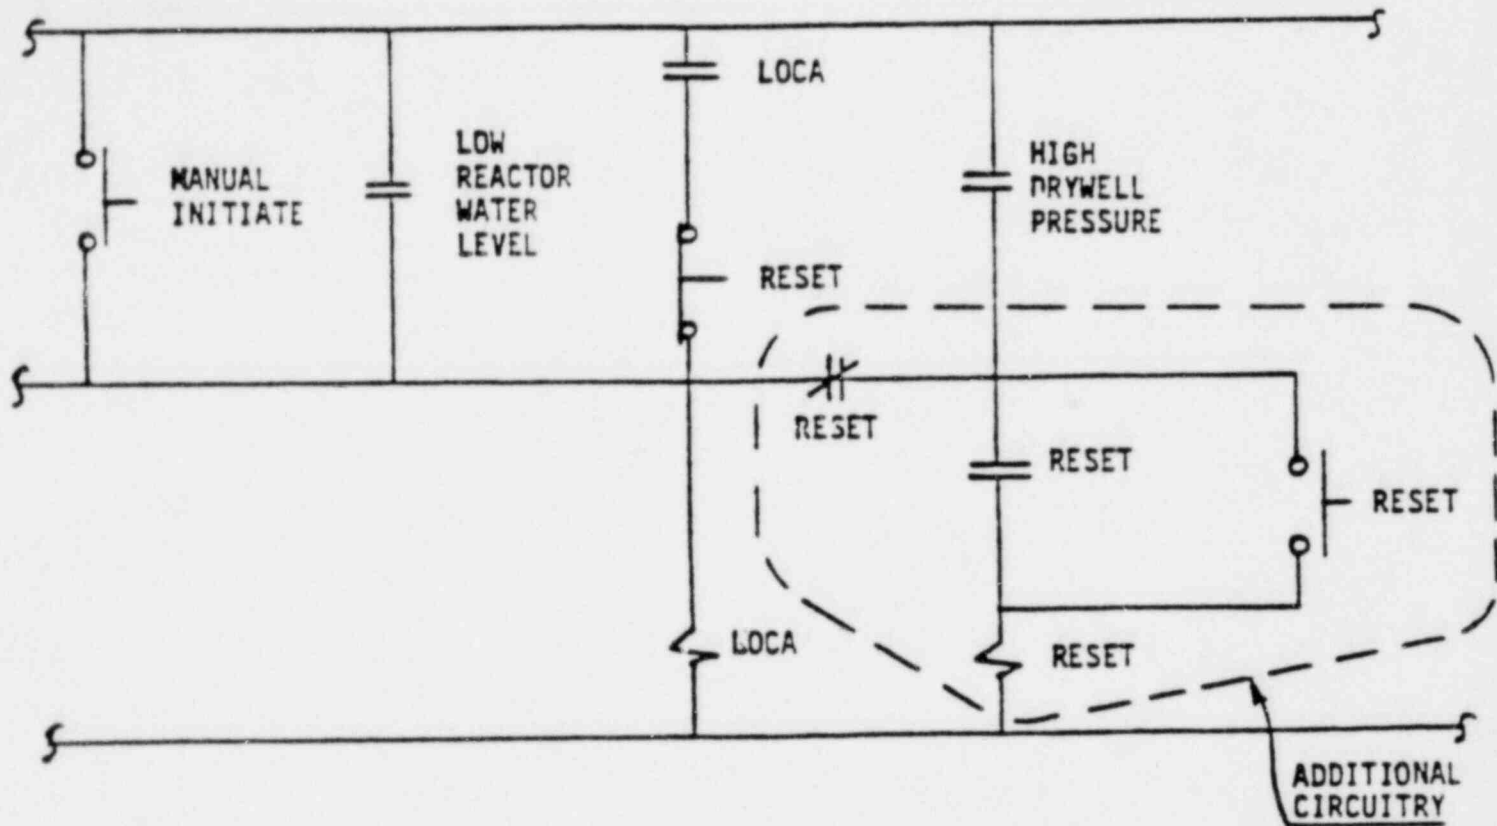 LOCA
MANUAL
INITIATE
LOW
REACTOR
WATER
LEVEL
HIGH
DRYWELL
PRESSURE
RESET
RESET
RESET
RESET
LOCA
RESET
ADDITIONAL
CIRCUITRY